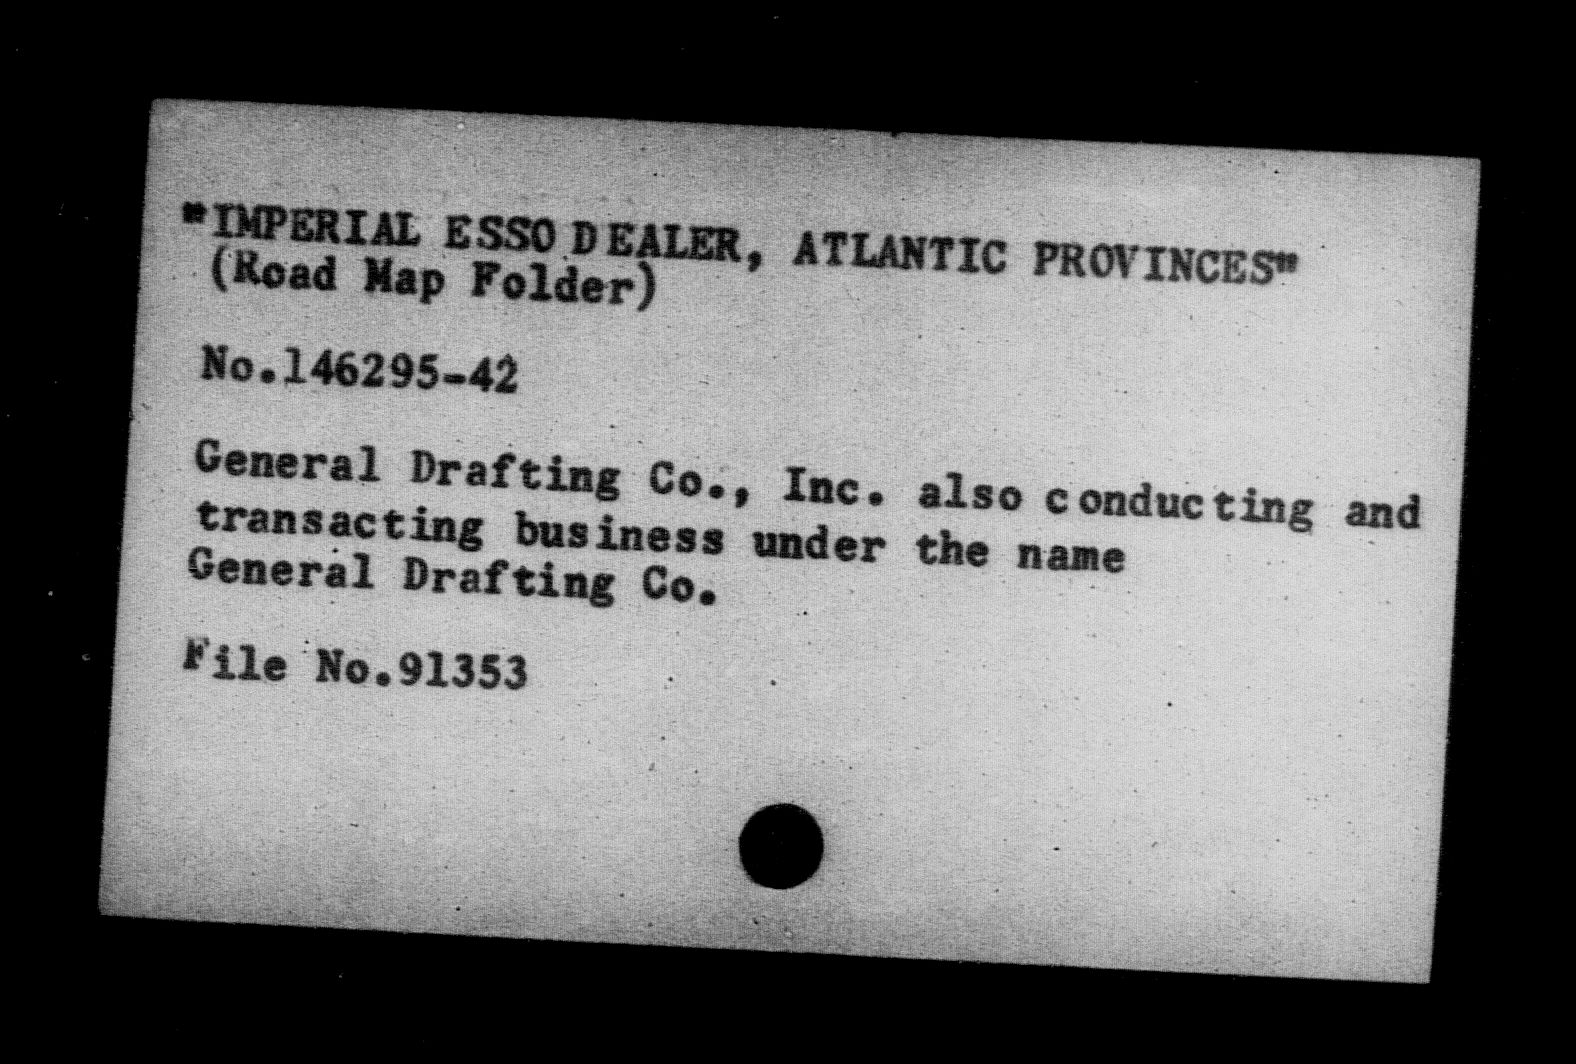 "IMPERIAL ESSO DEALER, ATLANTIC PROVINCES"
(Road Map Folder)
No.146295-42
General Drafting Co., Inc. also conducting and
transacting business under the name
General Drafting Co.
File No.91353